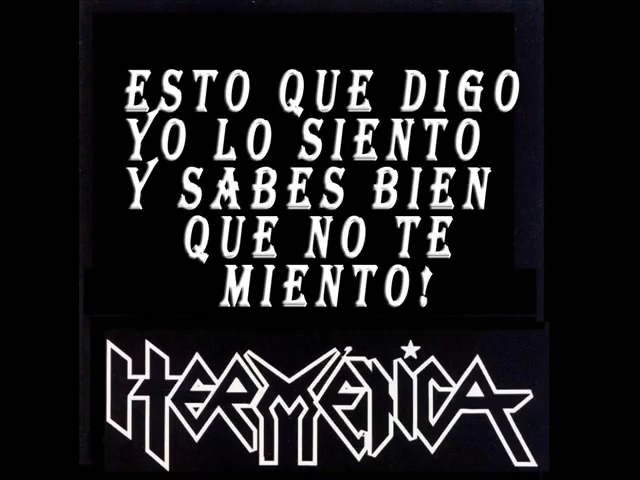 ESTO QUE DIGO
YO LO SIENTO
Y SABES BIEN
QUE NO TE
MIENTO!
HERMÉTICA